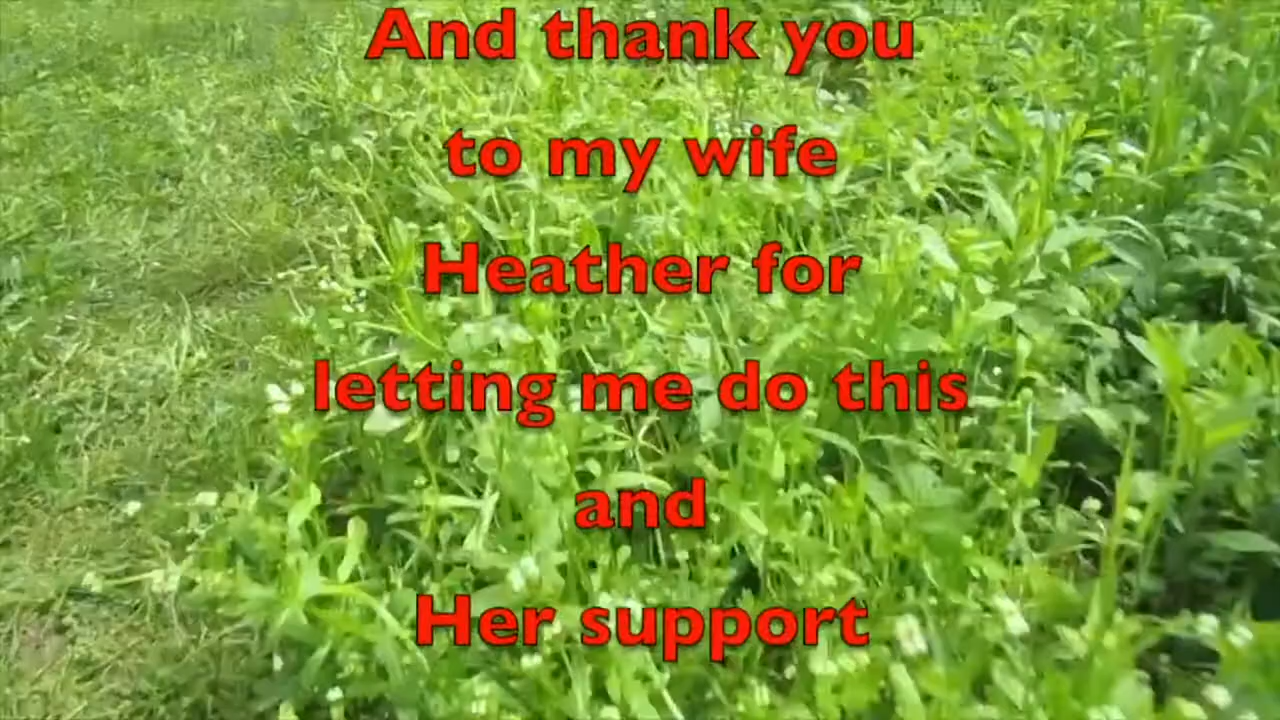 And thank you
to my wife
Heather for
letting me do this
and
Her support